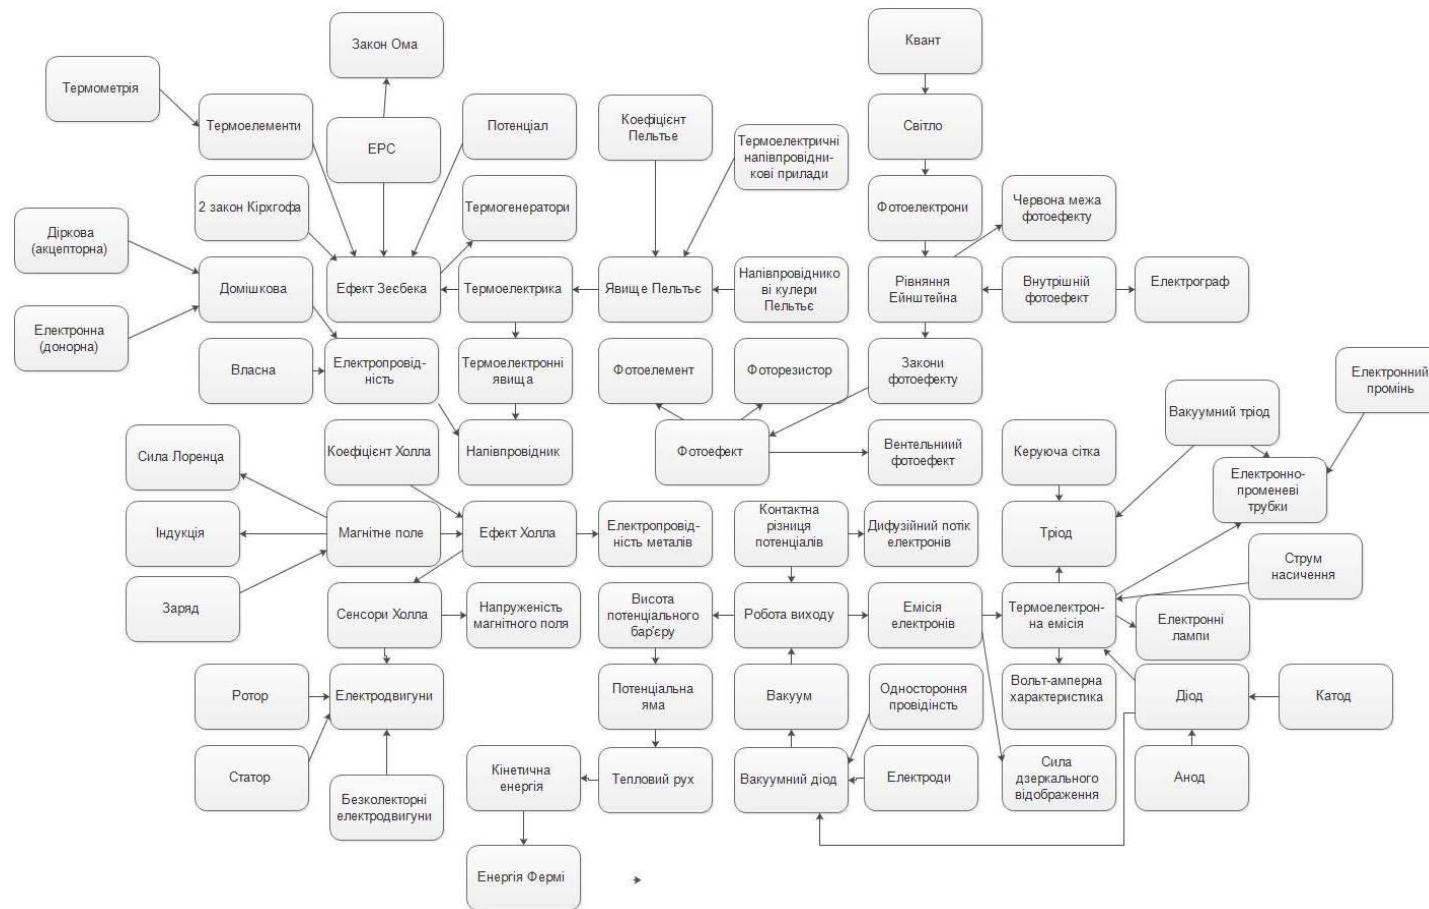 Закон Ома
Квант
Термометрія
Термоелементи
ЕРС
Потенціал
Коефіцієнт
Пельтье
Термоелектричні
напівпровідни-
кові прилади
Світло
2 закон Кірхгофа
Термогенератори
Фотоелектрони
Червона межа
фотоефекту
Діркова
(акцепторна)
Домішкова
Ефект Зеєбека
Термоелектрика
Явище Пельтьє
Напівпровіднико
ві кулери
Пельтьє
Рівняння
Ейнштейна
Внутрішній
фотоефект
Електрограф
Електронна
(донорна)
Власна
Електропровід-
ність
Термоелектронні
явища
Фотоелемент
Фоторезистор
Закони
фотоефекту
Електронний
промінь
Вакуумний тріод
Сила Лоренца
Коефіцієнт Холла
Напівпровідник
Фотоефект
Вентельниий
фотоефект
Керуюча сітка
Електронно-
променеві
трубки
Індукція
Магнітне поле
Ефект Холла
Електропровід-
ність металів
Контактна
різниця
потенціалів
Дифузійний потік
електронів
Тріод
Струм
насичення
Заряд
Сенсори Холла
Напруженість
магнітного поля
Висота
потенціального
бар'єру
Робота виходу
Емісія
електронів
Термоелектрон-
на емісія
Електронні
лампи
Ротор
Електродвигуни
Потенціальна
яма
Вакуум
Одностороння
провідність
Вольт-амперна
характеристика
Діод
Катод
Статор
Безколекторні
електродвигуни
Кінетична
енергія
Тепловий рух
Вакуумний діод
Електроди
Сила
дзеркального
відображення
Анод
Енергія Фермі